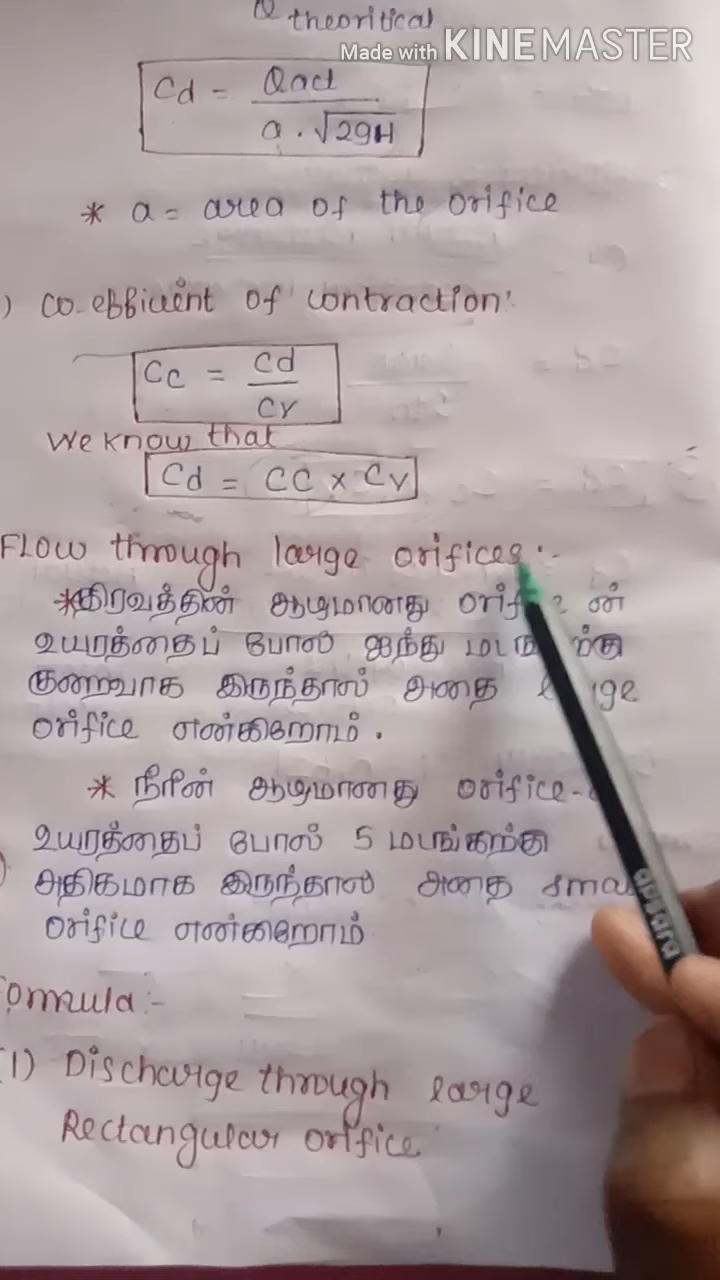 Q theoritical
Made with KINEMASTER
Cd = Qact
a . √2gH
* a = area of the orifice
) co-efficient of contraction:
Cc = Cd
Cv
We know that
Cd = CC x Cv
FLOW through large orifices:-
*திரவத்தின் ஆழமானது ன்
உயரத்தைப் போல ஐந்து
குறைவாக இருந்தால் அதை
orifice என்கிறோம்.
* நீரின் ஆழமானது orifice-
உயரத்தைப் போல் 5 மடங்கிற்கு
அதிகமாக இருந்தால் அதை
orifice என்கிறோம்
apsara
Formula:-
(1) Discharge through large
Rectangular orifice